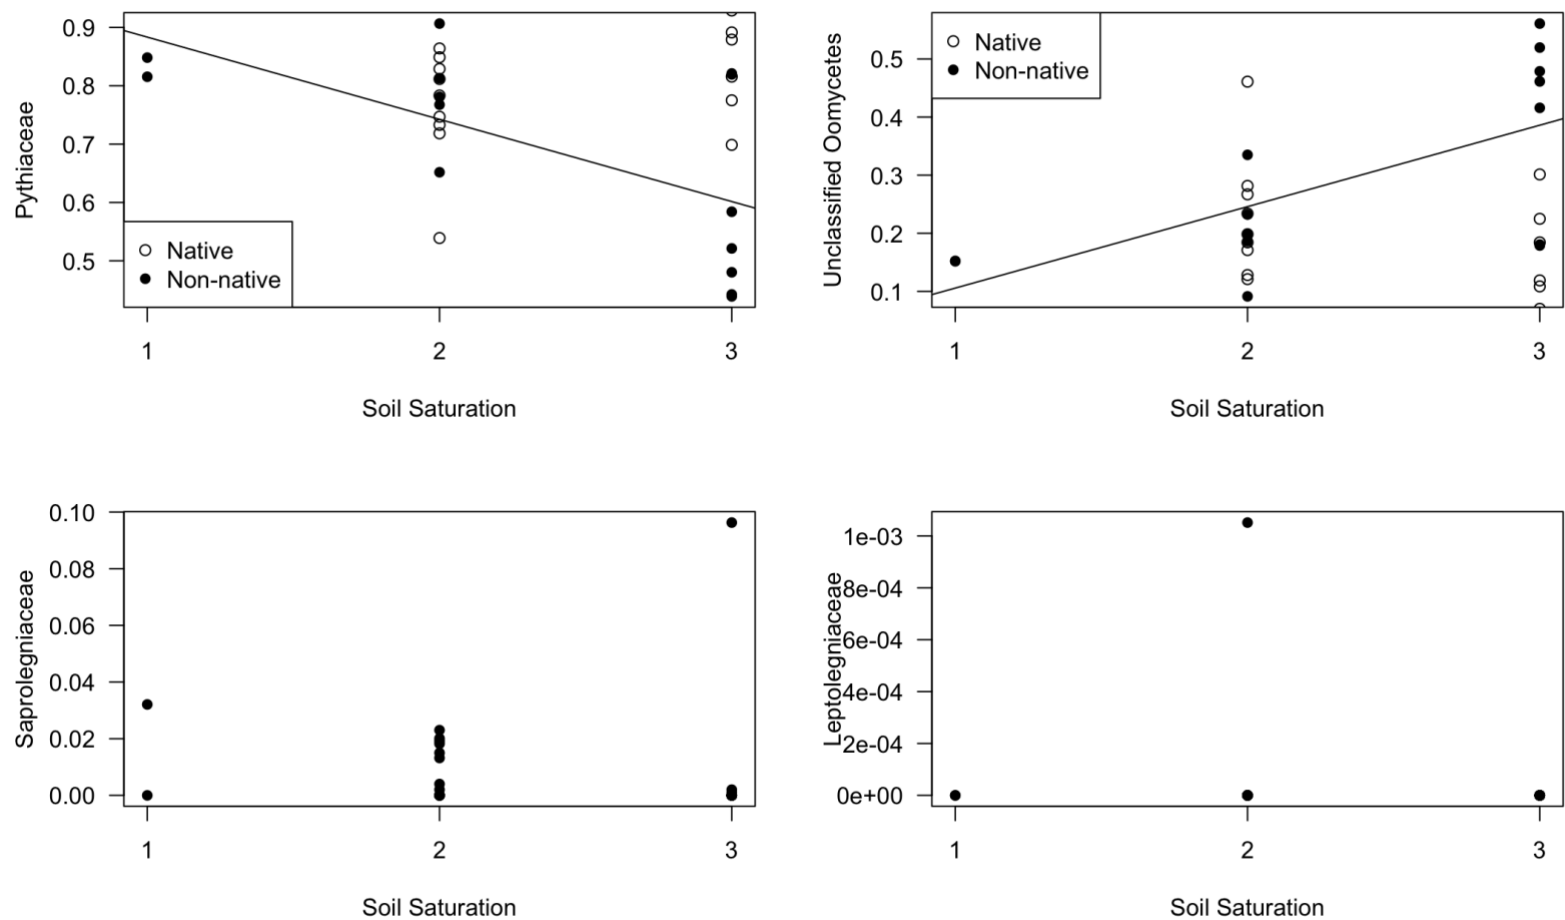 Pythiaceae
0.9
0.8
0.7
0.6
0.5
Native
Non-native
1 2 3
Soil Saturation
Unclassified Oomycetes
0.5
0.4
0.3
0.2
0.1
Native
Non-native
1 2 3
Soil Saturation
Saprolegniaceae
0.10
0.08
0.06
0.04
0.02
0.00
1 2 3
Soil Saturation
Leptolegniaceae
1e-03
8e-04
6e-04
4e-04
2e-04
0e+00
1 2 3
Soil Saturation